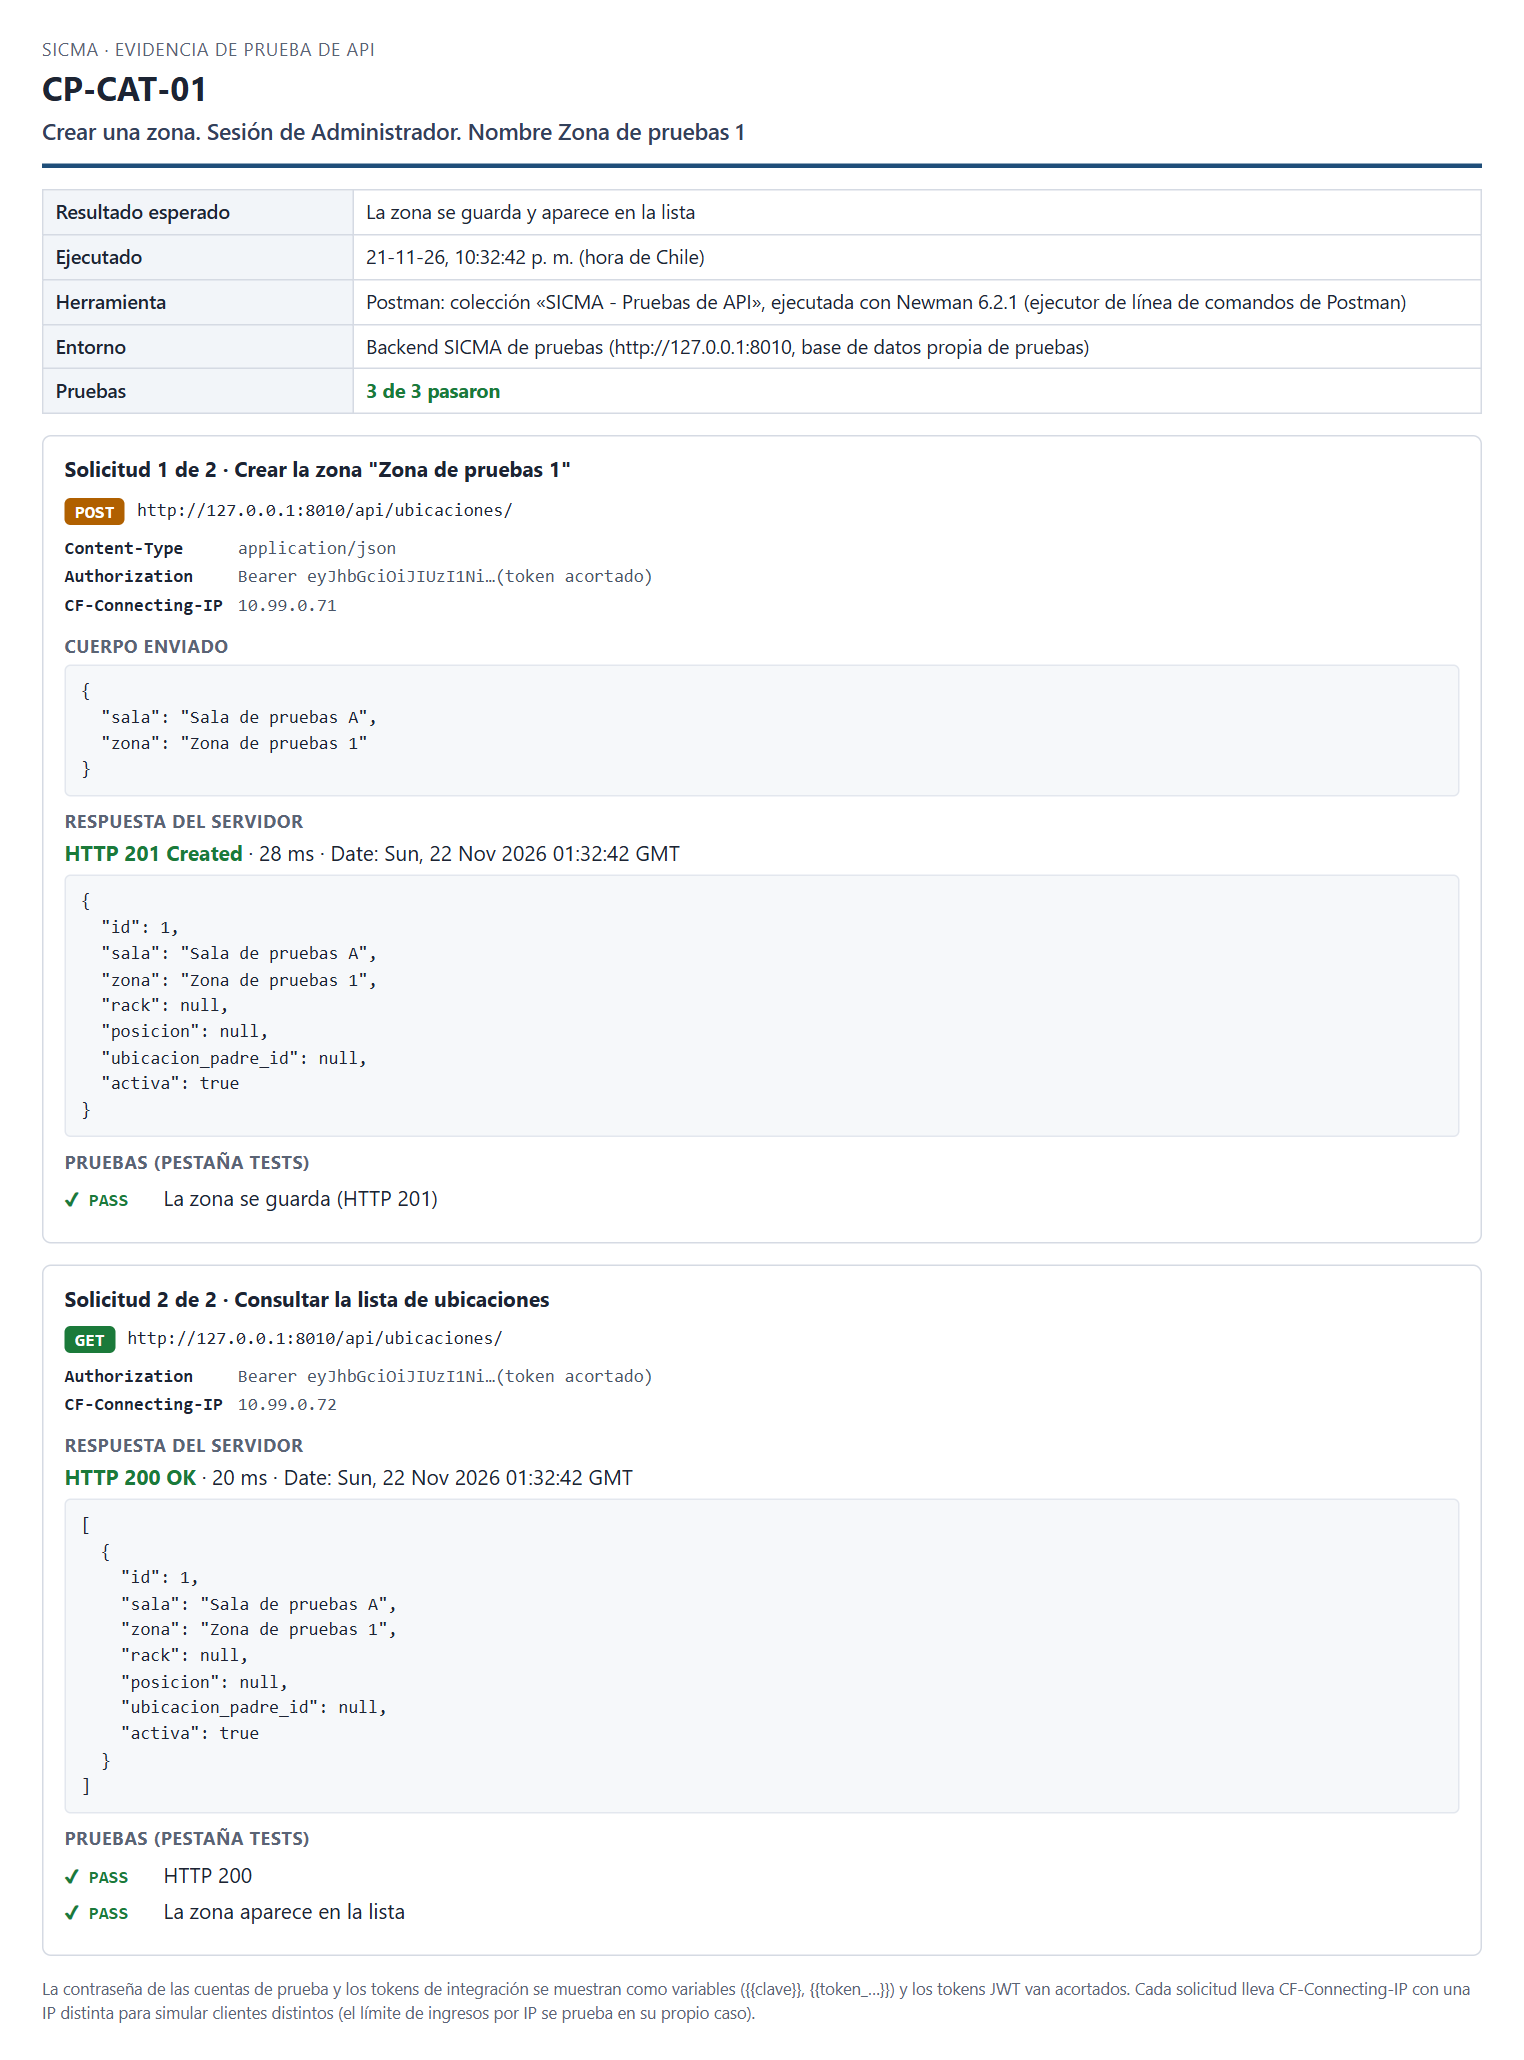 SICMA · EVIDENCIA DE PRUEBA DE API
CP-CAT-01
Crear una zona. Sesión de Administrador. Nombre Zona de pruebas 1
Resultado esperado La zona se guarda y aparece en la lista
Ejecutado 21-11-26, 10:32:42 p. m. (hora de Chile)
Herramienta Postman: colección «SICMA - Pruebas de API», ejecutada con Newman 6.2.1 (ejecutor de línea de comandos de Postman)
Entorno Backend SICMA de pruebas (http://127.0.0.1:8010, base de datos propia de pruebas)
Pruebas 3 de 3 pasaron
Solicitud 1 de 2 · Crear la zona "Zona de pruebas 1"
POST http://127.0.0.1:8010/api/ubicaciones/
Content-Type application/json
Authorization Bearer eyJhbGciOiJIUzI1Ni…(token acortado)
CF-Connecting-IP 10.99.0.71
CUERPO ENVIADO
{
  "sala": "Sala de pruebas A",
  "zona": "Zona de pruebas 1"
}
RESPUESTA DEL SERVIDOR
HTTP 201 Created · 28 ms · Date: Sun, 22 Nov 2026 01:32:42 GMT
{
  "id": 1,
  "sala": "Sala de pruebas A",
  "zona": "Zona de pruebas 1",
  "rack": null,
  "posicion": null,
  "ubicacion_padre_id": null,
  "activa": true
}
PRUEBAS (PESTAÑA TESTS)
✓ PASS La zona se guarda (HTTP 201)
Solicitud 2 de 2 · Consultar la lista de ubicaciones
GET http://127.0.0.1:8010/api/ubicaciones/
Authorization Bearer eyJhbGciOiJIUzI1Ni…(token acortado)
CF-Connecting-IP 10.99.0.72
RESPUESTA DEL SERVIDOR
HTTP 200 OK · 20 ms · Date: Sun, 22 Nov 2026 01:32:42 GMT
[
  {
    "id": 1,
    "sala": "Sala de pruebas A",
    "zona": "Zona de pruebas 1",
    "rack": null,
    "posicion": null,
    "ubicacion_padre_id": null,
    "activa": true
  }
]
PRUEBAS (PESTAÑA TESTS)
✓ PASS HTTP 200
✓ PASS La zona aparece en la lista
La contraseña de las cuentas de prueba y los tokens de integración se muestran como variables ({{clave}}, {{token_...}}) y los tokens JWT van acortados. Cada solicitud lleva CF-Connecting-IP con una
IP distinta para simular clientes distintos (el límite de ingresos por IP se prueba en su propio caso).